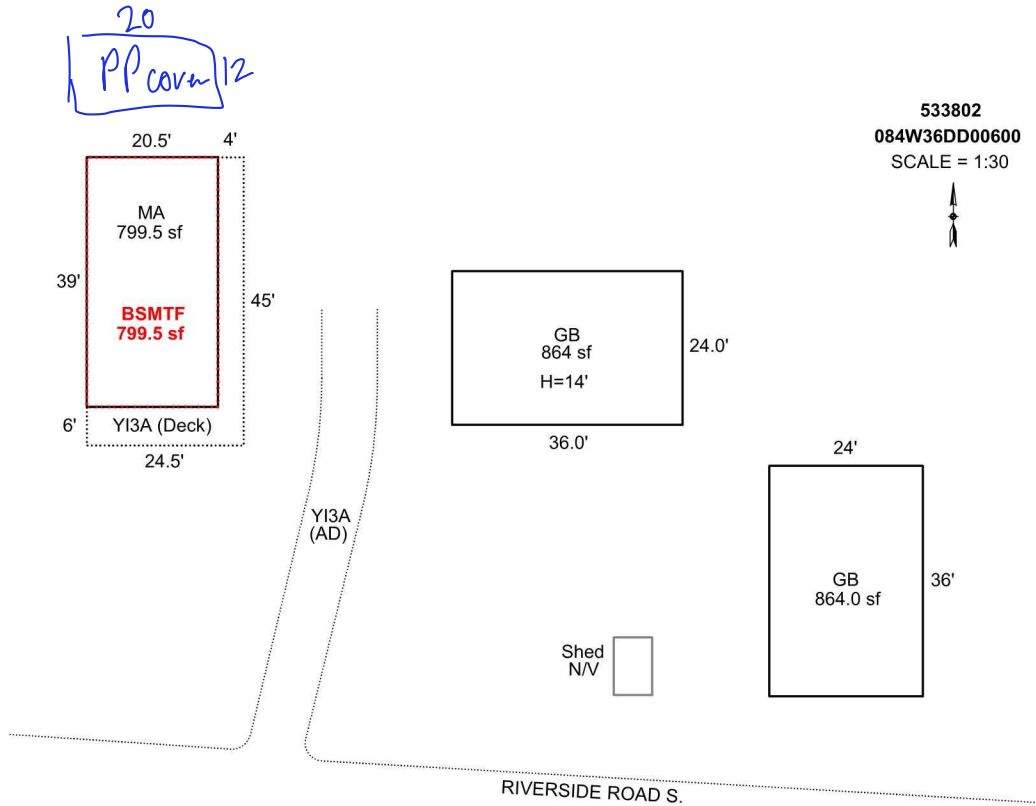 20
PP cover 12
533802
084W36DD00600
SCALE = 1:30
20.5' 4'
MA
799.5 sf
39'
BSMTF
799.5 sf
45'
6'
YI3A (Deck)
24.5'
GB
864 sf
H=14'
24.0'
36.0'
24'
YI3A
(AD)
GB
864.0 sf
36'
Shed
N/V
RIVERSIDE ROAD S.